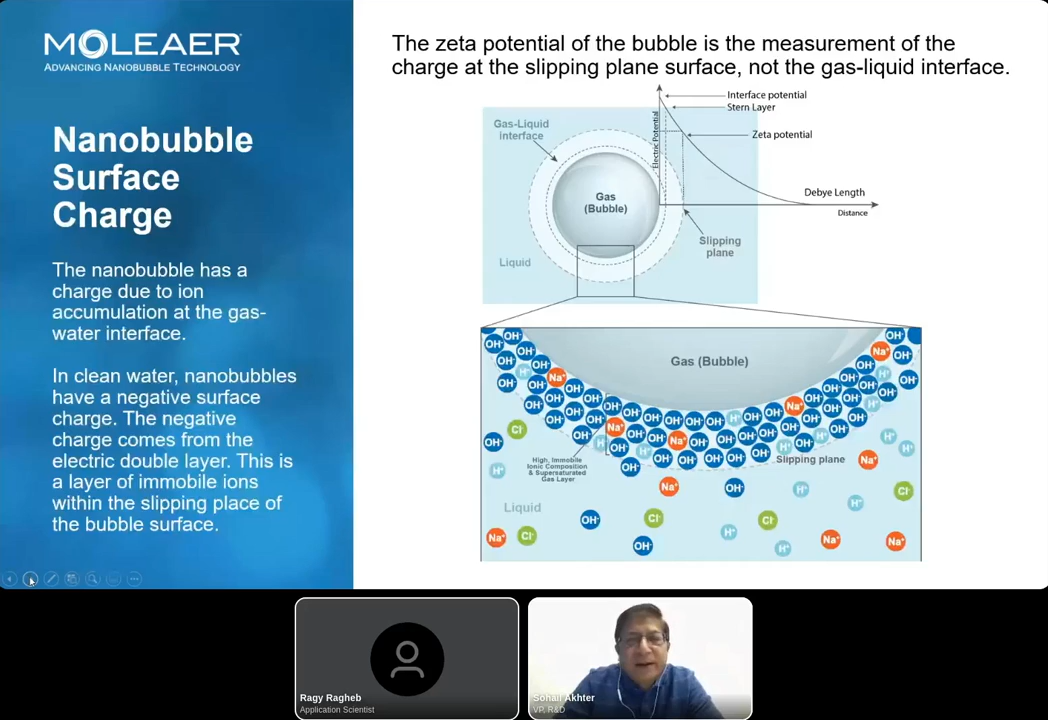 MOLEAER
ADVANCING NANOBUBBLE TECHNOLOGY
Nanobubble
Surface
Charge
The nanobubble has a
charge due to ion
accumulation at the gas-
water interface.
In clean water, nanobubbles
have a negative surface
charge. The negative
charge comes from the
electric double layer. This is
a layer of immobile ions
within the slipping place of
the bubble surface.
The zeta potential of the bubble is the measurement of the
charge at the slipping plane surface, not the gas-liquid interface.
Interface potential
Stern Layer
Zeta potential
Electric Potential
Debye Length
Distance
Gas-Liquid
interface
Gas
(Bubble)
Liquid
Slipping
plane
Gas (Bubble)
High, Immobile
Ionic Composition
& Supersaturated
Gas Layer
Slipping plane
Liquid
OH-
Na+
H+
Cl-
Ragy Ragheb
Application Scientist
Sohail Akhter
VP, R&D